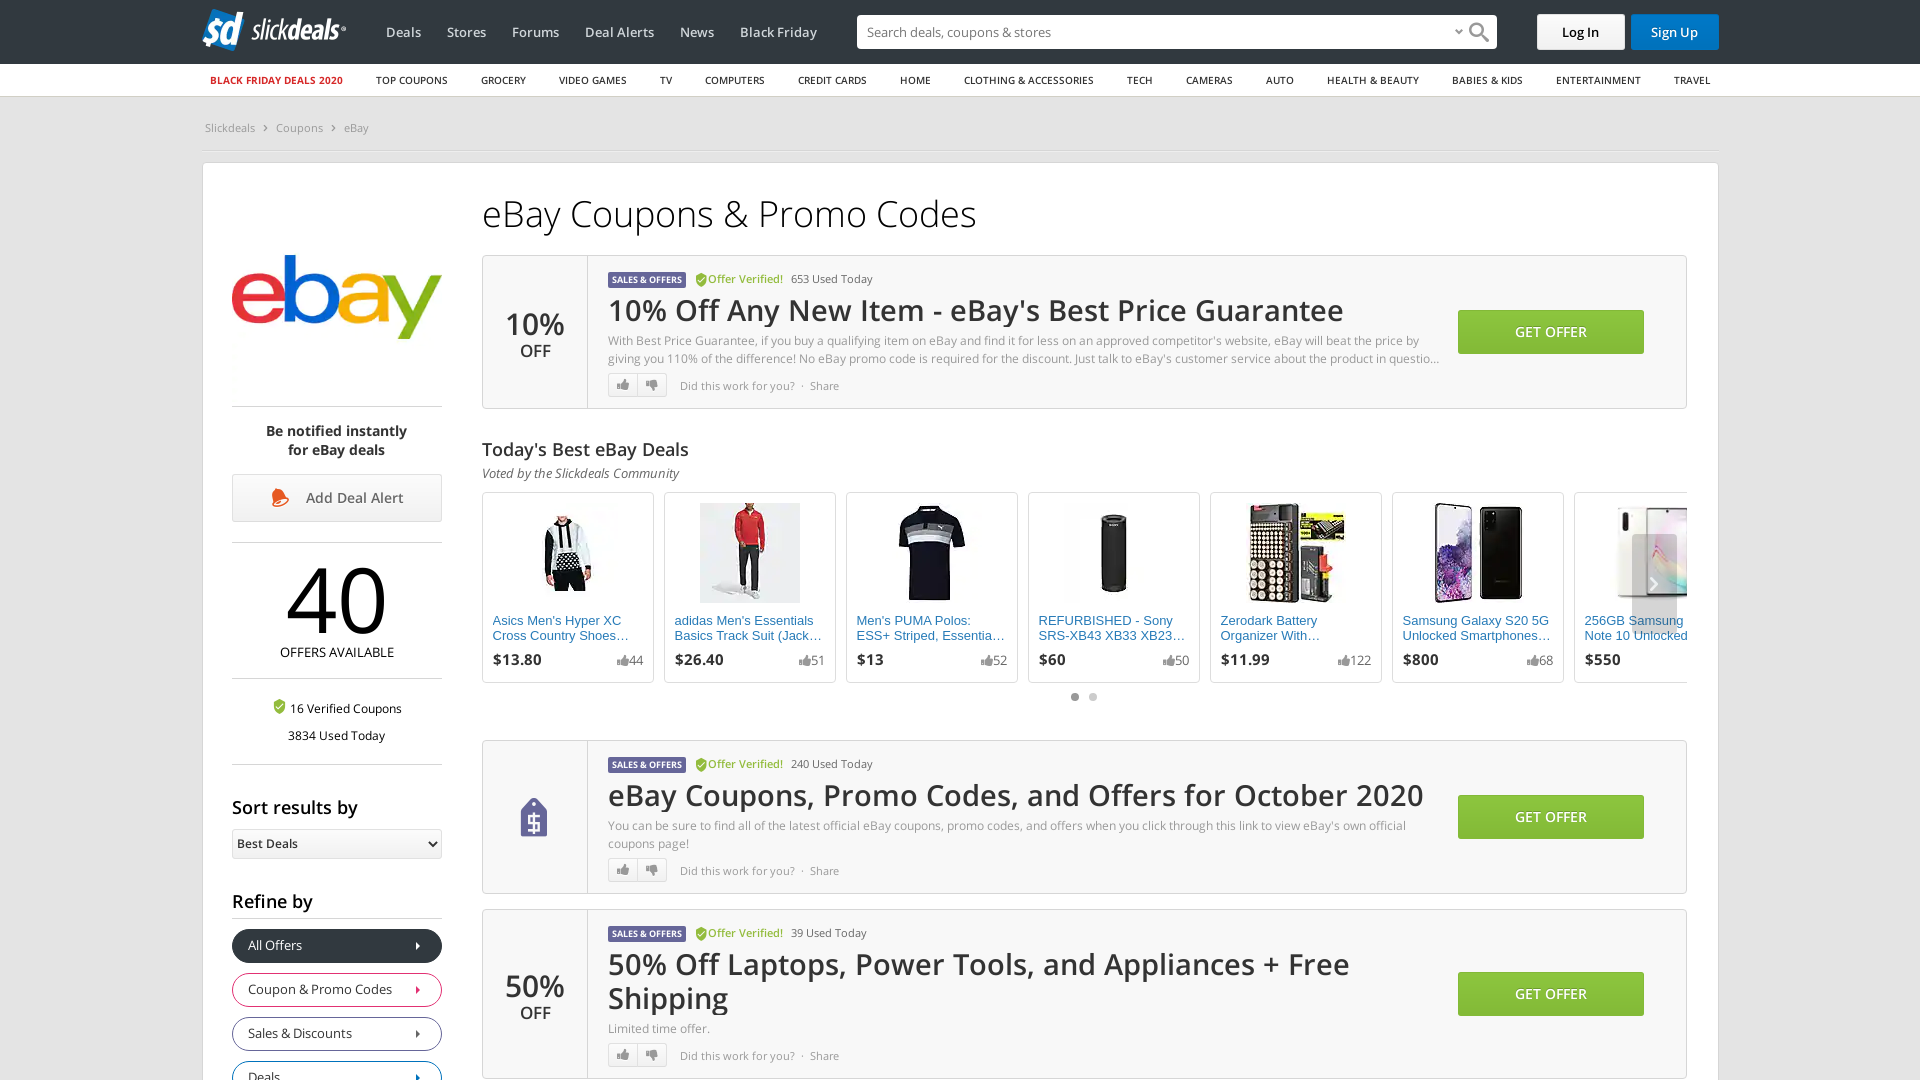 sd slickdeals
Deals
Stores
Forums
Deal Alerts
News
Black Friday
Search deals, coupons & stores
Log In
Sign Up
BLACK FRIDAY DEALS 2020
TOP COUPONS
GROCERY
VIDEO GAMES
TV
COMPUTERS
CREDIT CARDS
HOME
CLOTHING & ACCESSORIES
TECH
CAMERAS
AUTO
HEALTH & BEAUTY
BABIES & KIDS
ENTERTAINMENT
TRAVEL
Slickdeals > Coupons > eBay
ebay
Be notified instantly
for eBay deals
Add Deal Alert
40
OFFERS AVAILABLE
16 Verified Coupons
3834 Used Today
Sort results by
Best Deals
Refine by
All Offers
Coupon & Promo Codes
Sales & Discounts
Deals
eBay Coupons & Promo Codes
10%
OFF
SALES & OFFERS Offer Verified! 653 Used Today
10% Off Any New Item - eBay's Best Price Guarantee
With Best Price Guarantee, if you buy a qualifying item on eBay and find it for less on an approved competitor's website, eBay will beat the price by
giving you 110% of the difference! No eBay promo code is required for the discount. Just talk to eBay's customer service about the product in questio...
Did this work for you? · Share
GET OFFER
Today's Best eBay Deals
Voted by the Slickdeals Community
Asics Men's Hyper XC
Cross Country Shoes…
$13.80
44
adidas Men's Essentials
Basics Track Suit (Jack…
$26.40
51
Men's PUMA Polos:
ESS+ Striped, Essentia…
$13
52
REFURBISHED - Sony
SRS-XB43 XB33 XB23…
$60
50
Zerodark Battery
Organizer With…
$11.99
122
Samsung Galaxy S20 5G
Unlocked Smartphones…
$800
68
256GB Samsung
Note 10 Unlocked
$550
SALES & OFFERS Offer Verified! 240 Used Today
eBay Coupons, Promo Codes, and Offers for October 2020
You can be sure to find all of the latest official eBay coupons, promo codes, and offers when you click through this link to view eBay's own official
coupons page!
Did this work for you? · Share
GET OFFER
50%
OFF
SALES & OFFERS Offer Verified! 39 Used Today
50% Off Laptops, Power Tools, and Appliances + Free
Shipping
Limited time offer.
Did this work for you? · Share
GET OFFER